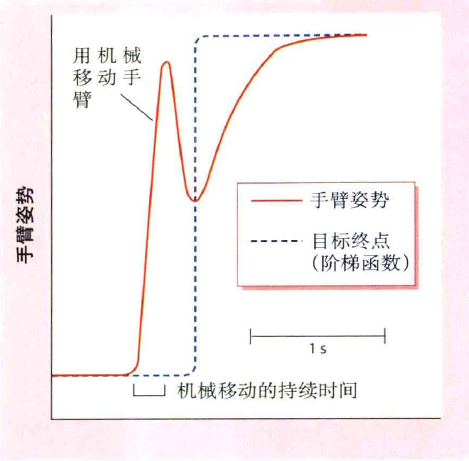 用机械
移动手
臂
手臂姿势
手臂姿势
目标终点
(阶梯函数)
1 s
机械移动的持续时间